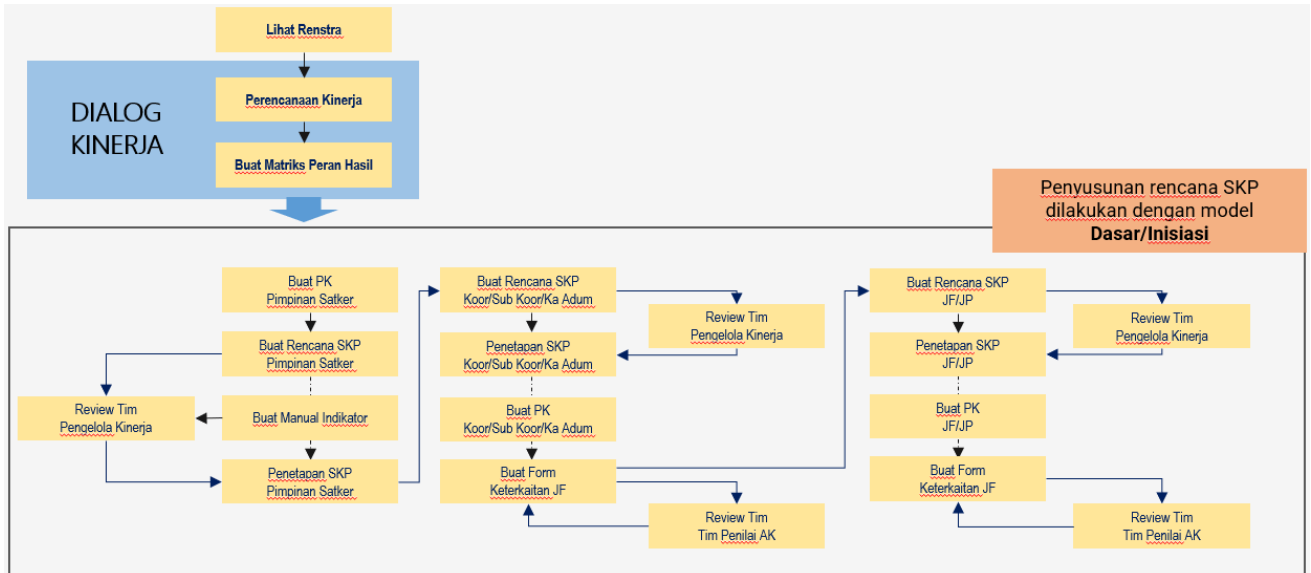 Lihat Renstra
DIALOG
KINERJA
Perencanaan Kinerja
Buat Matriks Peran Hasil
Penyusunan rencana SKP
dilakukan dengan model
Dasar/Inisiasi
Buat PK
Pimpinan Satker
Buat Rencana SKP
Pimpinan Satker
Review Tim
Pengelola Kinerja
Buat Manual Indikator
Penetapan SKP
Pimpinan Satker
Buat Rencana SKP
Koor/Sub Koor/Ka Adum
Review Tim
Pengelola Kinerja
Penetapan SKP
Koor/Sub Koor/Ka Adum
Buat PK
Koor/Sub Koor/Ka Adum
Buat Form
Keterkaitan JF
Review Tim
Tim Penilai AK
Buat Rencana SKP
JF/JP
Review Tim
Pengelola Kinerja
Penetapan SKP
JF/JP
Buat PK
JF/JP
Buat Form
Keterkaitan JF
Review Tim
Tim Penilai AK